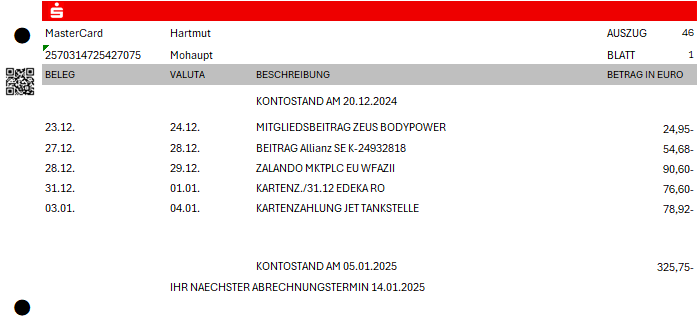 MasterCard Hartmut AUSZUG 46
2570314725427075 Mohaupt BLATT 1
BELEG VALUTA BESCHREIBUNG BETRAG IN EURO
KONTOSTAND AM 20.12.2024
23.12. 24.12. MITGLIEDSBEITRAG ZEUS BODYPOWER 24,95-
27.12. 28.12. BEITRAG Allianz SE K-24932818 54,68-
28.12. 29.12. ZALANDO MKTPLC EU WFAZII 90,60-
31.12. 01.01. KARTENZ./31.12 EDEKA RO 76,60-
03.01. 04.01. KARTENZAHLUNG JET TANKSTELLE 78,92-
KONTOSTAND AM 05.01.2025 325,75-
IHR NAECHSTER ABRECHNUNGSTERMIN 14.01.2025